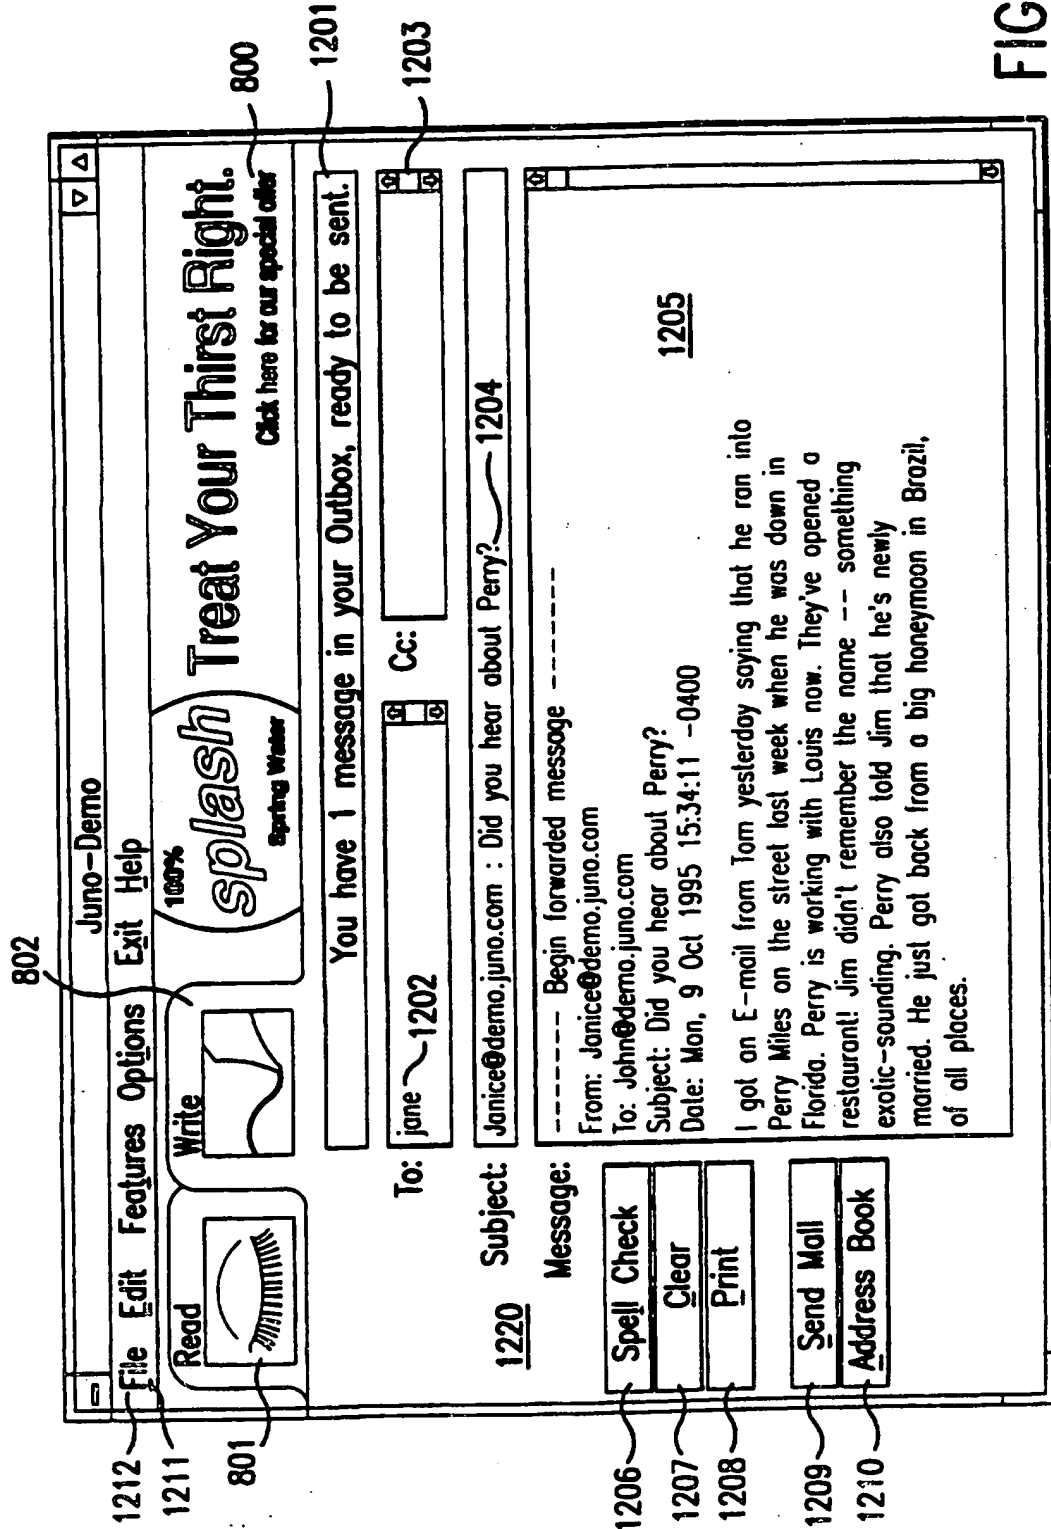 802
Juno-Demo
1212 File Edit Features Options Exit Help
1211
Read
Write
801
100%
splash
Spring Water
Treat Your Thirst Right.
Click here for our special offer
800
You have 1 message in your Outbox, ready to be sent.
1201
To: jane 1202
Cc:
1203
Subject: Janice@demo.juno.com : Did you hear about Perry? 1204
1220
Message:
------- Begin forwarded message --------
From: Janice@demo.juno.com
To: John@demo.juno.com
Subject: Did you hear about Perry?
Date: Mon, 9 Oct 1995 15:34:11 -0400
1205
I got an E-mail from Tom yesterday saying that he ran into
Perry Miles on the street last week when he was down in
Florida. Perry is working with Louis now. They've opened a
restaurant! Jim didn't remember the name -- something
exotic-sounding. Perry also told Jim that he's newly
married. He just got back from a big honeymoon in Brazil,
of all places.
1206 Spell Check
1207 Clear
1208 Print
1209 Send Mail
1210 Address Book
FIG